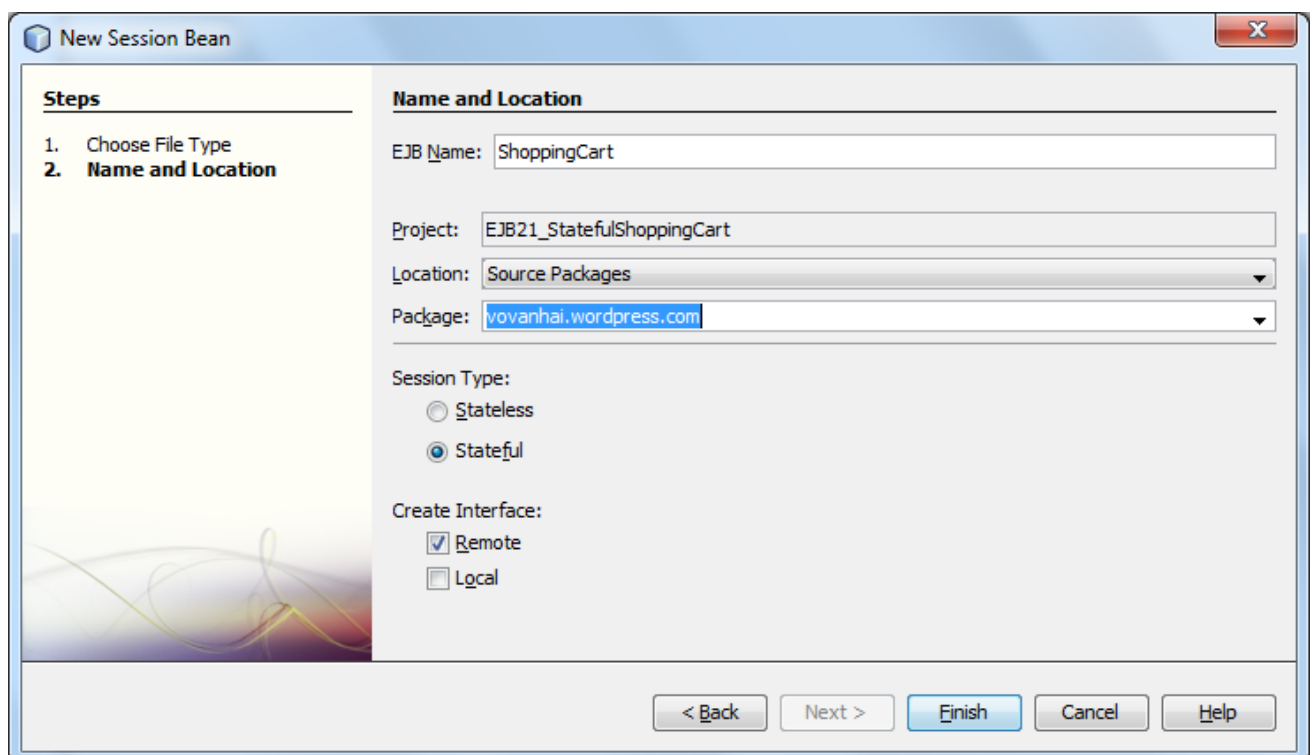 New Session Bean
Steps
1. Choose File Type
2. Name and Location
Name and Location
EJB Name: ShoppingCart
Project: EJB21_StatefulShoppingCart
Location: Source Packages
Package: vovanhai.wordpress.com
Session Type:
Stateless
Stateful
Create Interface:
Remote
Local
< Back Next > Finish Cancel Help